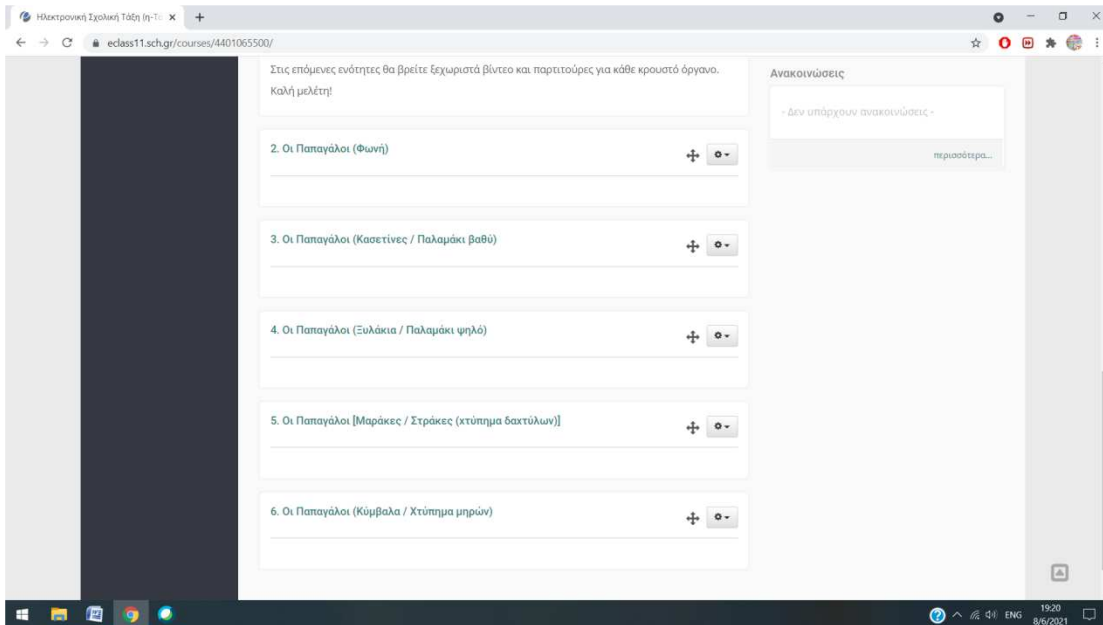 Ηλεκτρονική Σχολική Τάξη (η-Τά
eclass11.sch.gr/courses/4401065500/
Στις επόμενες ενότητες θα βρείτε ξεχωριστά βίντεο και παρτιτούρες για κάθε κρουστό όργανο.
Καλή μελέτη!
Ανακοινώσεις
- Δεν υπάρχουν ανακοινώσεις -
περισσότερα...
2. Οι Παπαγάλοι (Φωνή)
3. Οι Παπαγάλοι (Κασετίνες / Παλαμάκι βαθύ)
4. Οι Παπαγάλοι (Ξυλάκια / Παλαμάκι ψηλό)
5. Οι Παπαγάλοι [Μαράκες / Στράκες (χτύπημα δαχτύλων)]
6. Οι Παπαγάλοι (Κύμβαλα / Χτύπημα μηρών)
ENG
19:20
8/6/2021